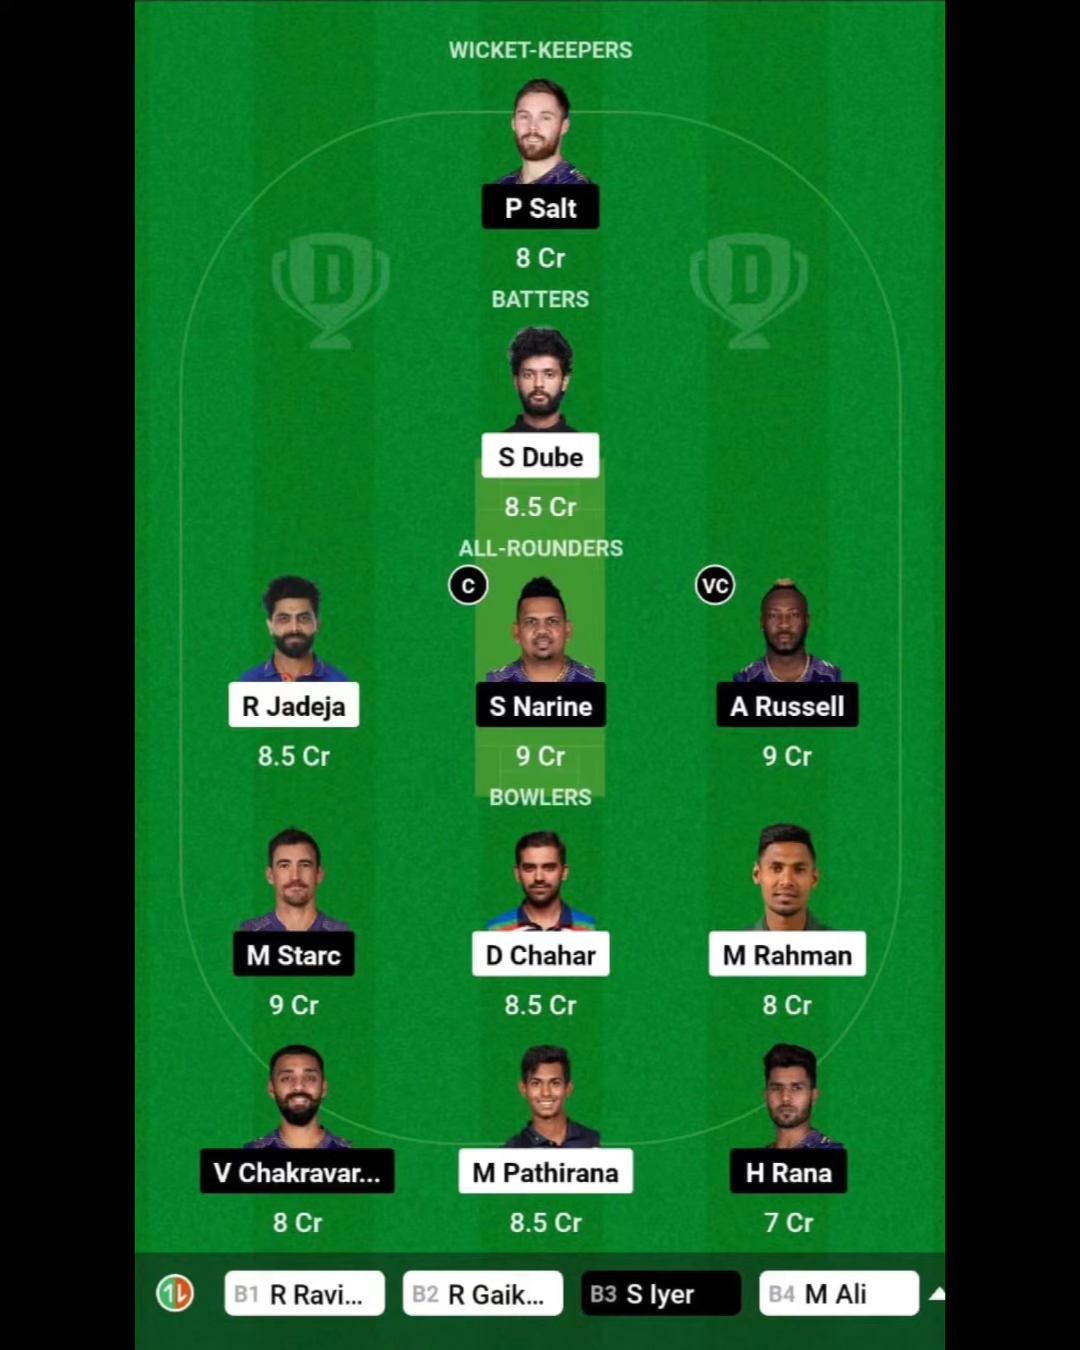 WICKET-KEEPERS
P Salt
8 Cr
BATTERS
S Dube
8.5 Cr
ALL-ROUNDERS
C
VC
R Jadeja
S Narine
A Russell
8.5 Cr
9 Cr
9 Cr
BOWLERS
M Starc
D Chahar
M Rahman
9 Cr
8.5 Cr
8 Cr
V Chakravar...
M Pathirana
H Rana
8 Cr
8.5 Cr
7 Cr
B1 R Ravi...
B2 R Gaik...
B3 S Iyer
B4 M Ali